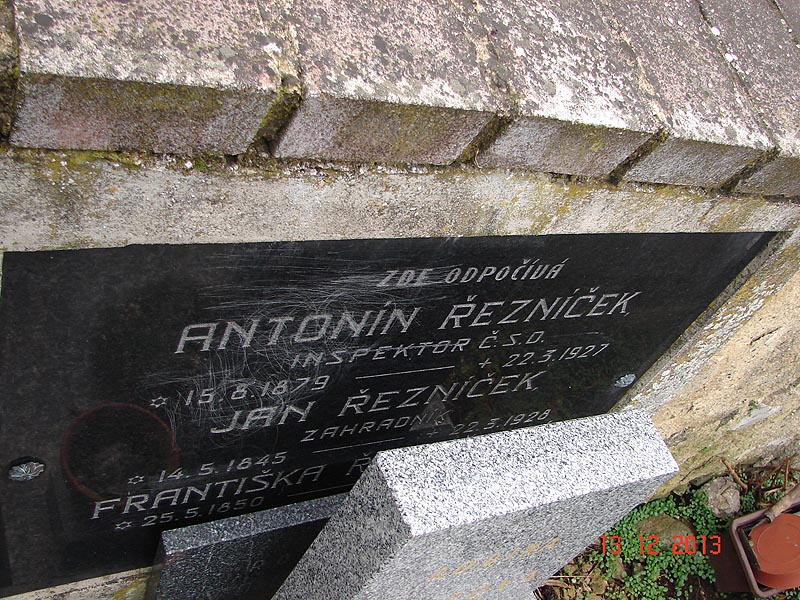 ZDE ODPOČÍVÁ
ANTONÍN ŘEZNÍČEK
INSPEKTOR Č.S.D.
☆ 15.8.1879 — + 22.3.1927
JAN ŘEZNÍČEK
ZAHRADNÍK
☆ 14.5.1845 — + 22.3.1928
FRANTIŠKA Ř
☆ 25.5.1850 —
13 12 2013